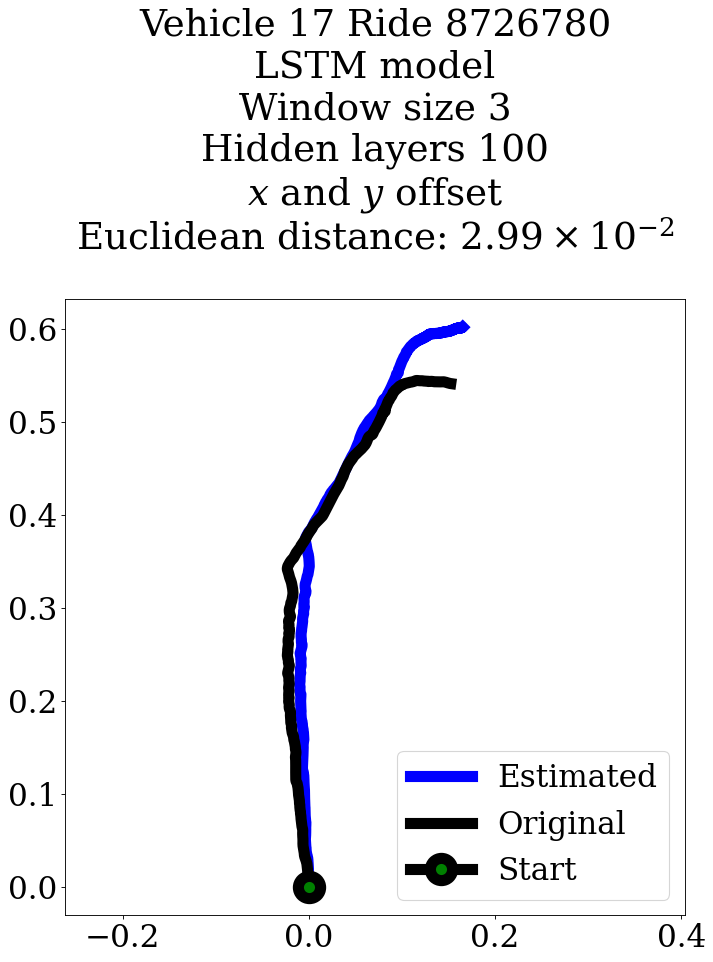 Vehicle 17 Ride 8726780
LSTM model
Window size 3
Hidden layers 100
x and y offset
Euclidean distance: 2.99 × 10⁻²
0.6
0.5
0.4
0.3
0.2
0.1
0.0
Estimated
Original
Start
−0.2 0.0 0.2 0.4